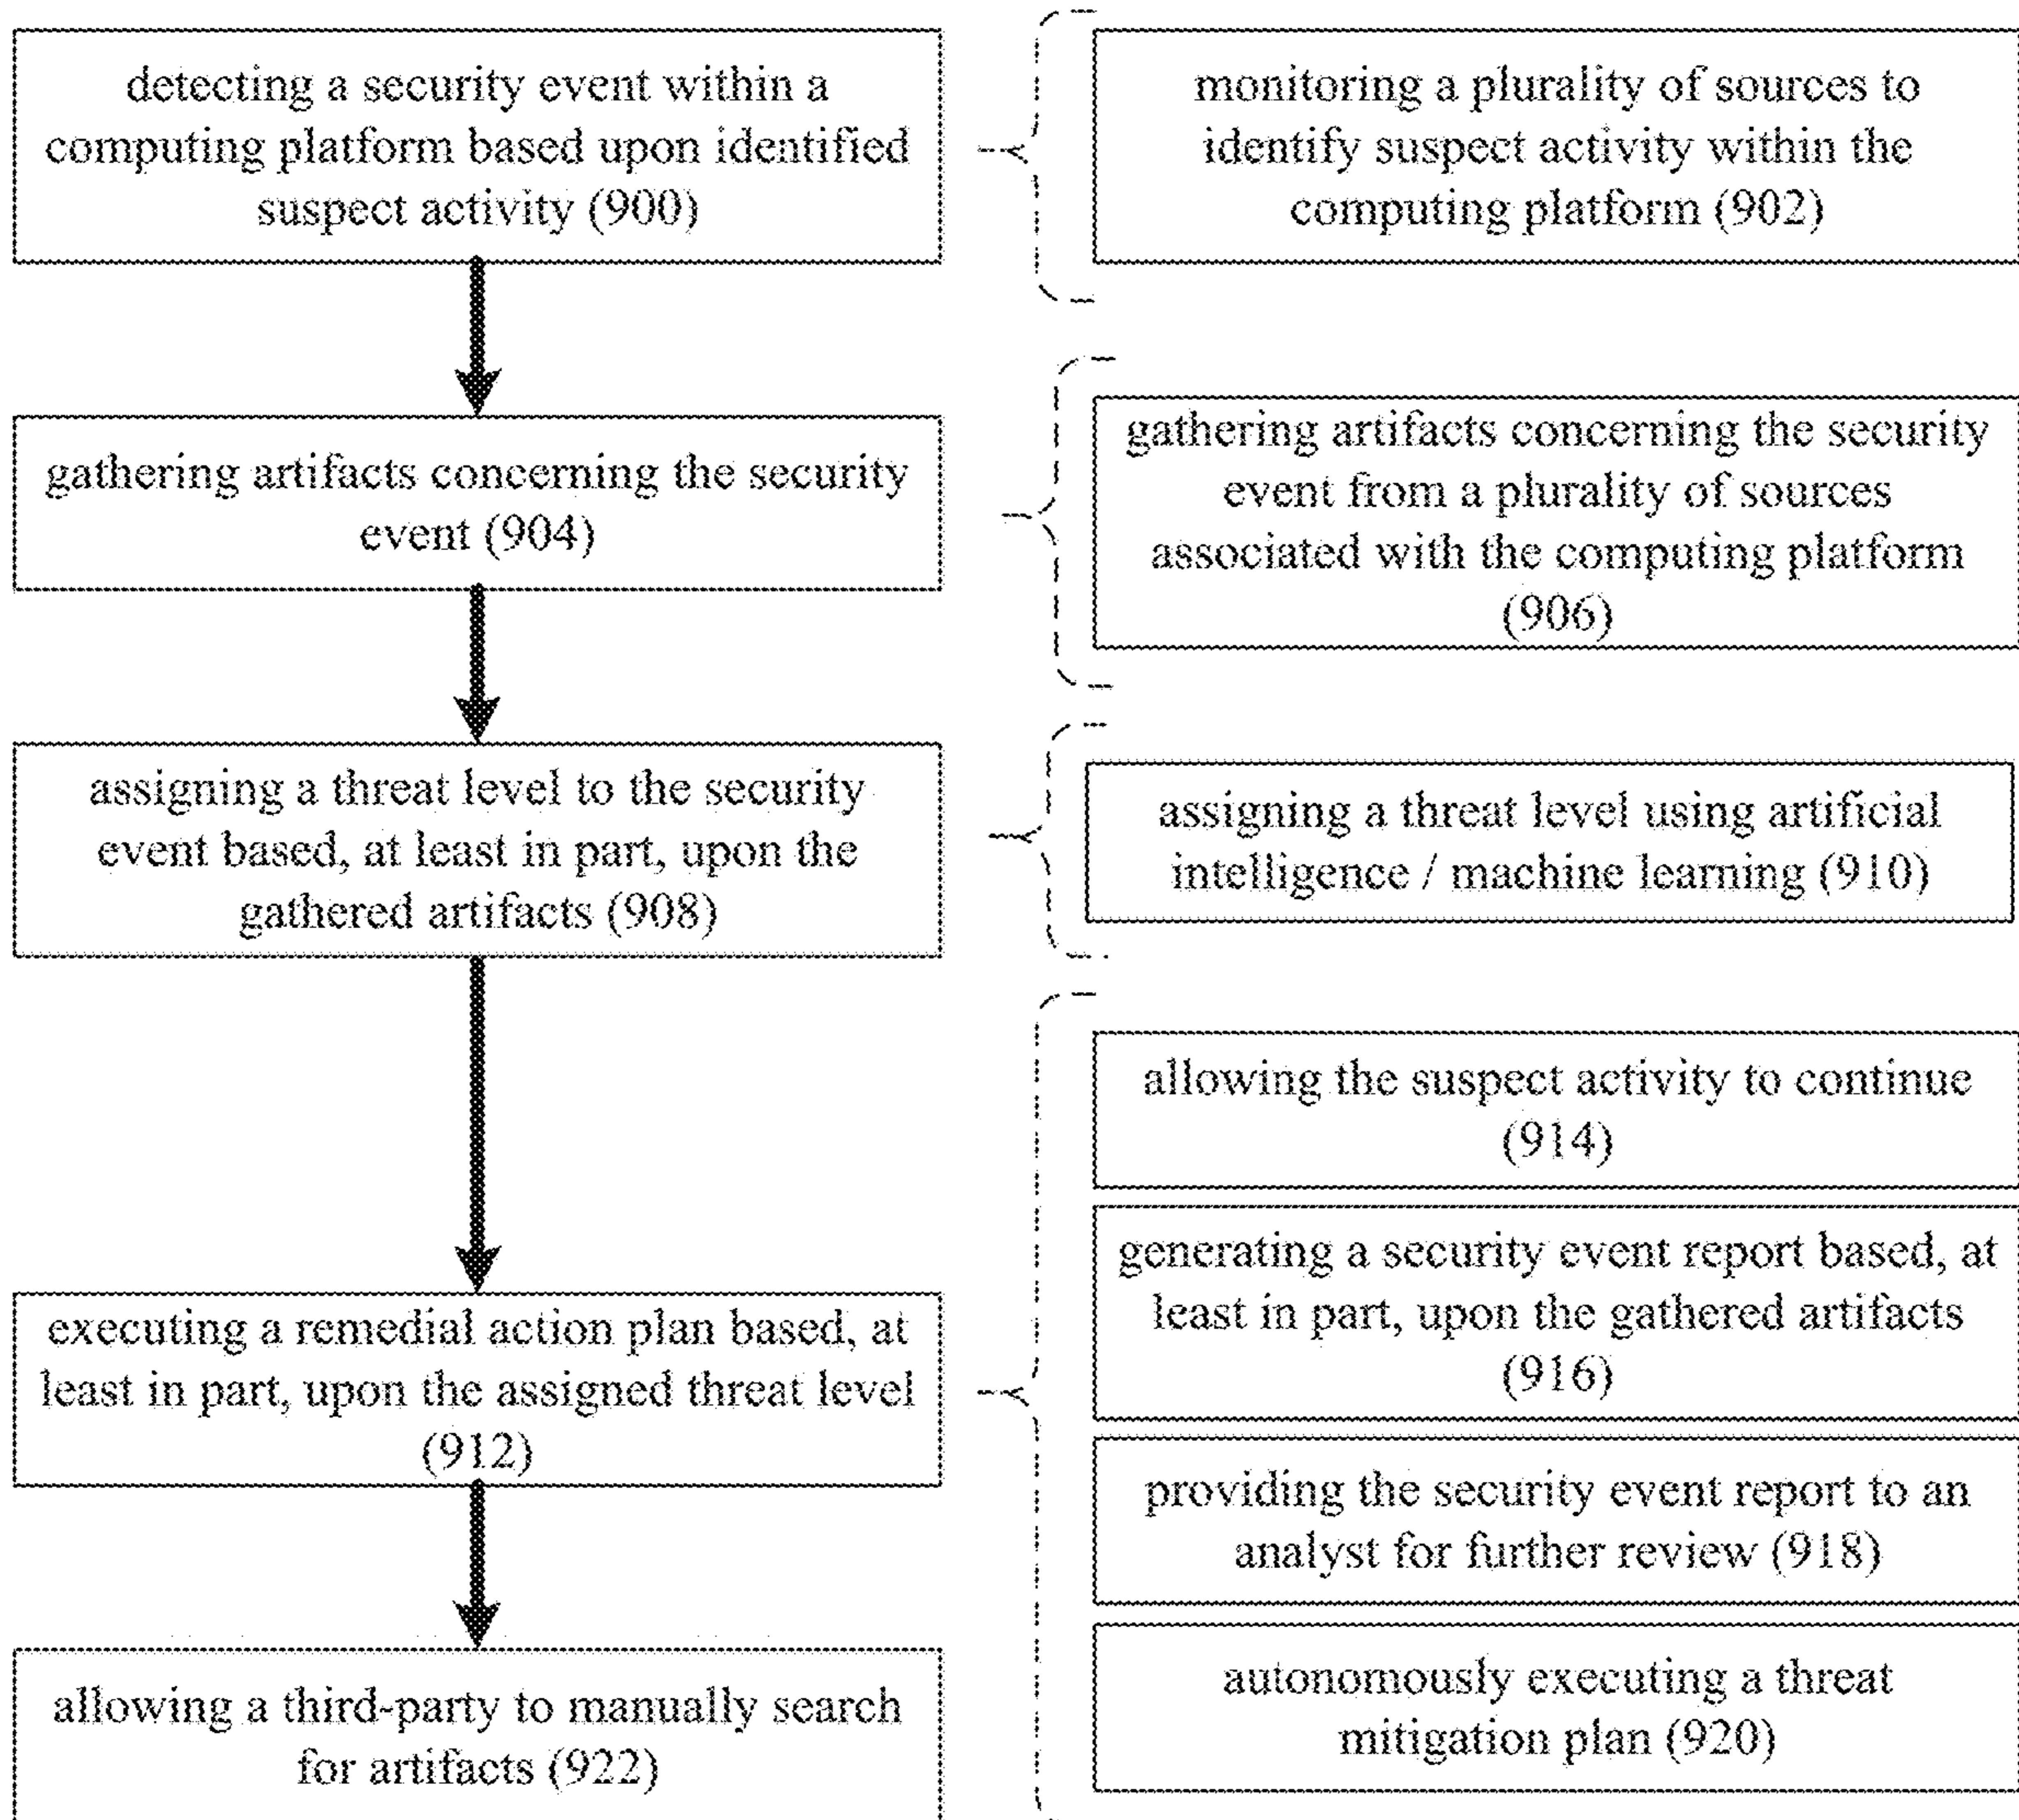 detecting a security event within a
computing platform based upon identified
suspect activity (900)
monitoring a plurality of sources to
identify suspect activity within the
computing platform (902)
gathering artifacts concerning the security
event (904)
gathering artifacts concerning the security
event from a plurality of sources
associated with the computing platform
(906)
assigning a threat level to the security
event based, at least in part, upon the
gathered artifacts (908)
assigning a threat level using artificial
intelligence / machine learning (910)
executing a remedial action plan based, at
least in part, upon the assigned threat level
(912)
allowing the suspect activity to continue
(914)
generating a security event report based, at
least in part, upon the gathered artifacts
(916)
providing the security event report to an
analyst for further review (918)
autonomously executing a threat
mitigation plan (920)
allowing a third-party to manually search
for artifacts (922)